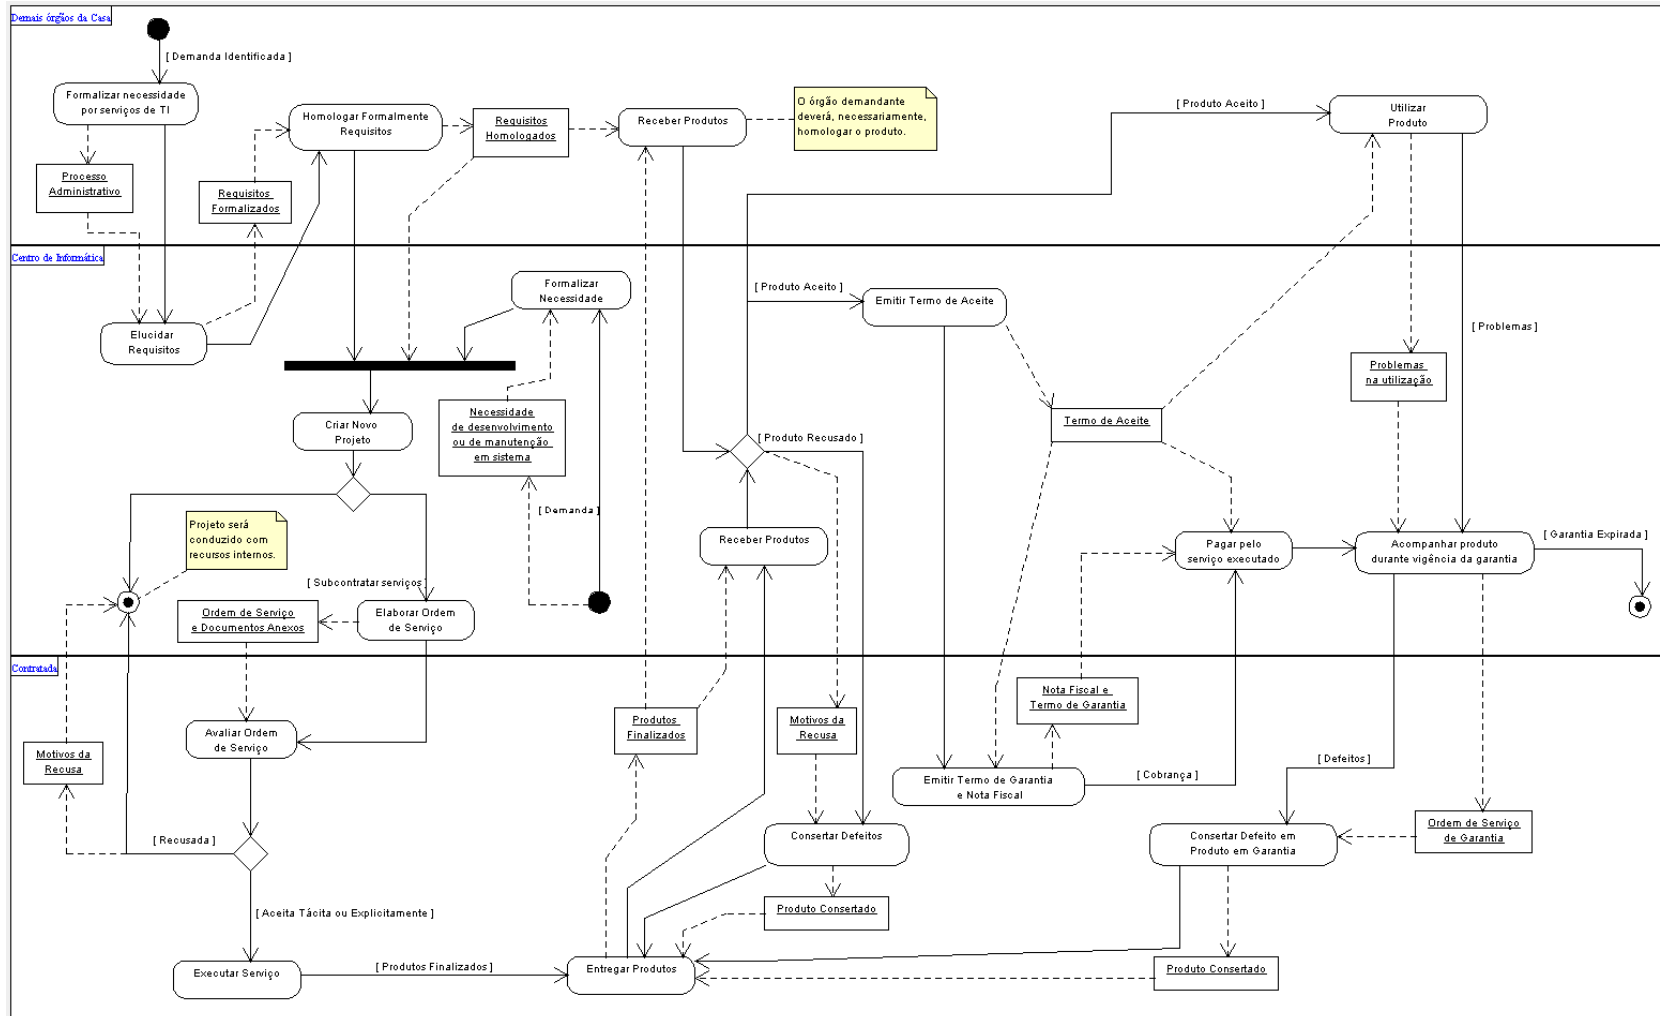 Demais órgãos da Casa
[ Demanda Identificada ]
Formalizar necessidade
por serviços de TI
Processo
Administrativo
Requisitos
Formalizados
Homologar Formalmente
Requisitos
Requisitos
Homologados
Receber Produtos
O órgão demandante
deverá, necessariamente,
homologar o produto.
[ Produto Aceito ]
Utilizar
Produto
Centro de Informática
Elucidar
Requisitos
Formalizar
Necessidade
[ Produto Aceito ]
Emitir Termo de Aceite
[ Problemas ]
Problemas
na utilização
Criar Novo
Projeto
Necessidade
de desenvolvimento
ou de manutenção
em sistema
[ Produto Recusado ]
Termo de Aceite
Projeto será
conduzido com
recursos internos.
[ Demanda ]
Receber Produtos
Pagar pelo
serviço executado
Acompanhar produto
durante vigência da garantia
[ Garantia Expirada ]
[ Subcontratar serviços ]
Ordem de Serviço
e Documentos Anexos
Elaborar Ordem
de Serviço
Contratada
Avaliar Ordem
de Serviço
Motivos da
Recusa
Produtos
Finalizados
Motivos da
Recusa
Nota Fiscal e
Termo de Garantia
Emitir Termo de Garantia
e Nota Fiscal
[ Cobrança ]
[ Defeitos ]
[ Recusada ]
Consertar Defeitos
Consertar Defeito em
Produto em Garantia
Ordem de Serviço
de Garantia
[ Aceita Tácita ou Explicitamente ]
Produto Consertado
Executar Serviço
[ Produtos Finalizados ]
Entregar Produtos
Produto Consertado